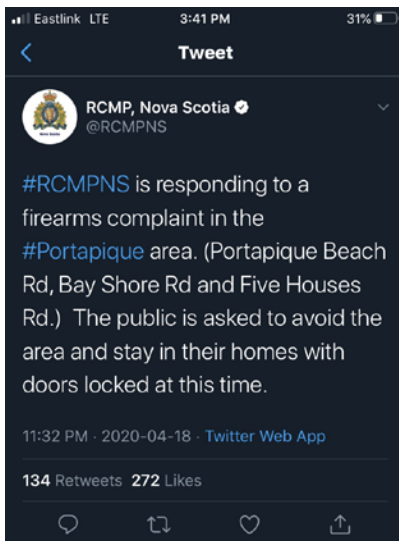 Eastlink LTE 3:41 PM 31%
Tweet
RCMP, Nova Scotia
@RCMPNS
#RCMPNS is responding to a
firearms complaint in the
#Portapique area. (Portapique Beach
Rd, Bay Shore Rd and Five Houses
Rd.) The public is asked to avoid the
area and stay in their homes with
doors locked at this time.
11:32 PM · 2020-04-18 · Twitter Web App
134 Retweets 272 Likes